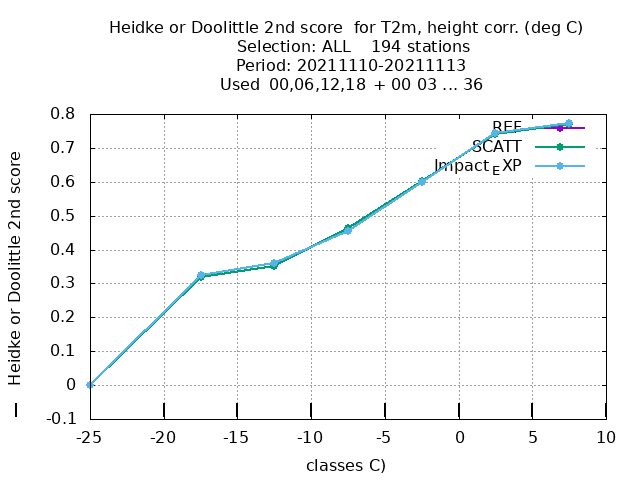 Heidke or Doolittle 2nd score  for T2m, height corr. (deg C)
Selection: ALL    194 stations
Period: 20211110-20211113
Used  00,06,12,18  + 00 03 ... 36
REF
SCATT
Impact_EXP
Heidke or Doolittle 2nd score
0.8
0.7
0.6
0.5
0.4
0.3
0.2
0.1
0
-0.1
-25 -20 -15 -10 -5 0 5 10
classes C)